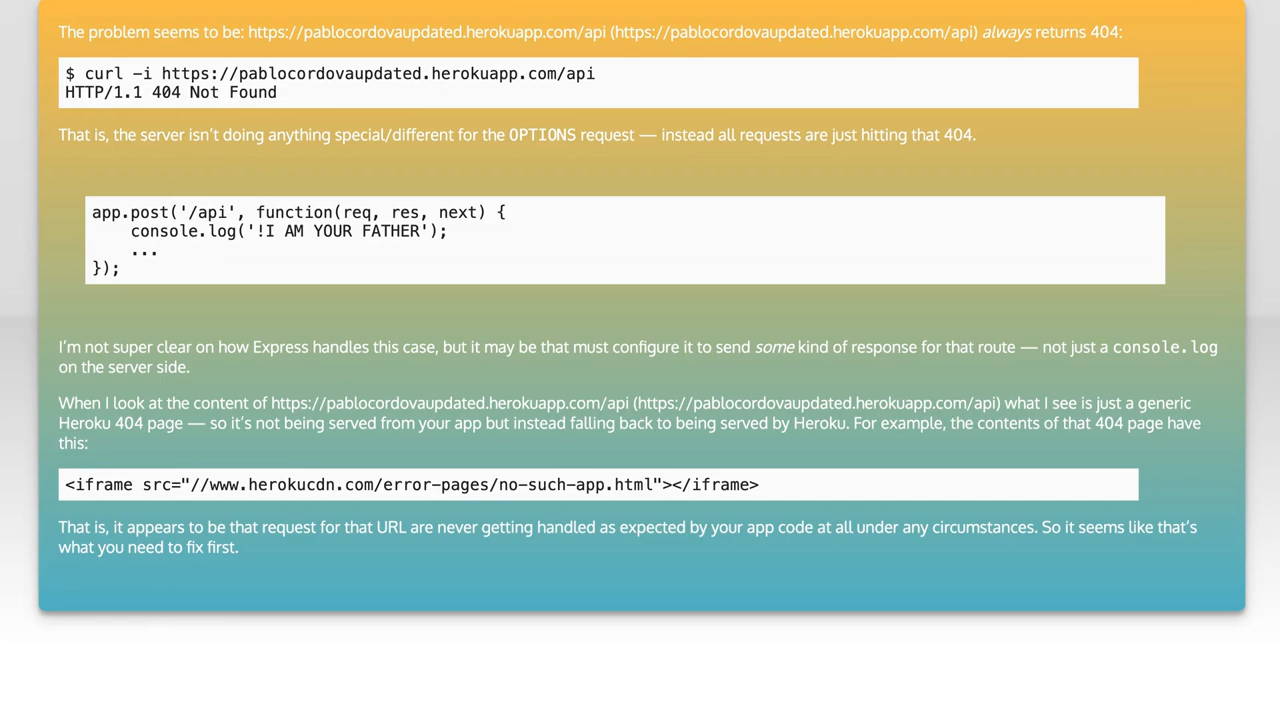 The problem seems to be: https://pablocordovaupdated.herokuapp.com/api (https://pablocordovaupdated.herokuapp.com/api) always returns 404:
$ curl -i https://pablocordovaupdated.herokuapp.com/api
HTTP/1.1 404 Not Found
That is, the server isn't doing anything special/different for the OPTIONS request — instead all requests are just hitting that 404.
app.post('/api', function(req, res, next) {
    console.log('!I AM YOUR FATHER');
    ...
});
I'm not super clear on how Express handles this case, but it may be that must configure it to send some kind of response for that route — not just a console.log
on the server side.
When I look at the content of https://pablocordovaupdated.herokuapp.com/api (https://pablocordovaupdated.herokuapp.com/api) what I see is just a generic
Heroku 404 page — so it's not being served from your app but instead falling back to being served by Heroku. For example, the contents of that 404 page have
this:
<iframe src="//www.herokucdn.com/error-pages/no-such-app.html"></iframe>
That is, it appears to be that request for that URL are never getting handled as expected by your app code at all under any circumstances. So it seems like that's
what you need to fix first.